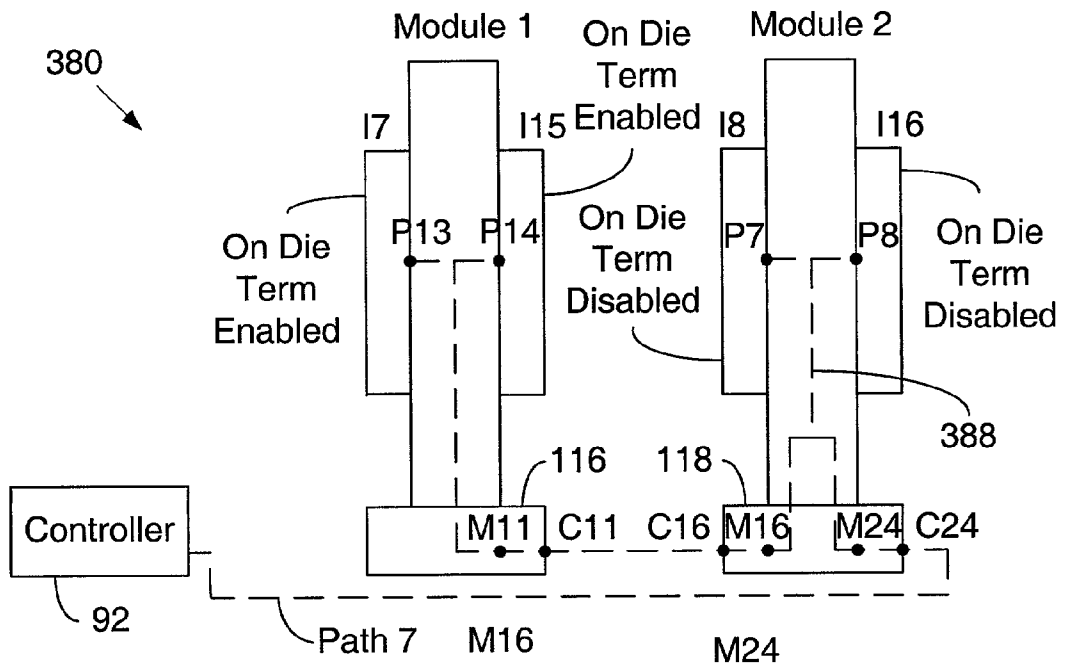 380
Module 1
On Die
Term
Enabled
Module 2
I7
I15
I8
I16
On Die
Term
Enabled
P13
P14
On Die
Term
Disabled
P7
P8
On Die
Term
Disabled
388
116
118
Controller
M11
C11
C16
M16
M24
C24
92
Path 7
M16
M24